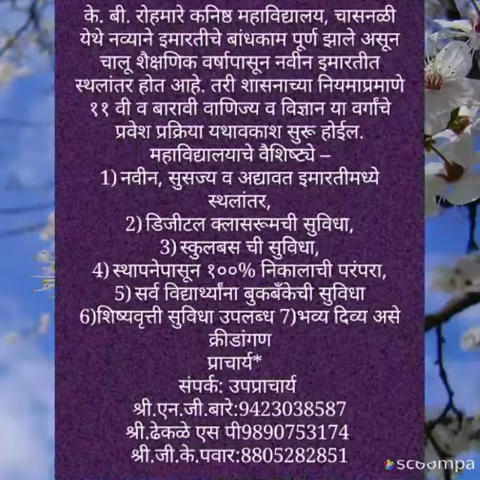 के. बी. रोहमारे कनिष्ठ महाविद्यालय, चासनळी
येथे नव्याने इमारतीचे बांधकाम पूर्ण झाले असून
चालू शैक्षणिक वर्षापासून नवीन इमारतीत
स्थलांतर होत आहे. तरी शासनाच्या नियमाप्रमाणे
११ वी व बारावी वाणिज्य व विज्ञान या वर्गांचे
प्रवेश प्रक्रिया यथावकाश सुरू होईल.
महाविद्यालयाचे वैशिष्ट्ये –
1) नवीन, सुसज्य व अद्यावत इमारतीमध्ये
स्थलांतर,
2) डिजीटल क्लासरूमची सुविधा,
3) स्कुलबस ची सुविधा,
4) स्थापनेपासून १००% निकालाची परंपरा,
5) सर्व विद्यार्थ्यांना बुकबँकेची सुविधा
6)शिष्यवृत्ती सुविधा उपलब्ध 7)भव्य दिव्य असे
क्रीडांगण
प्राचार्य*
संपर्क: उपप्राचार्य
श्री.एन.जी.बारे:9423038587
श्री.ढेकळे एस पी9890753174
श्री.जी.के.पवार:8805282851
scoompa